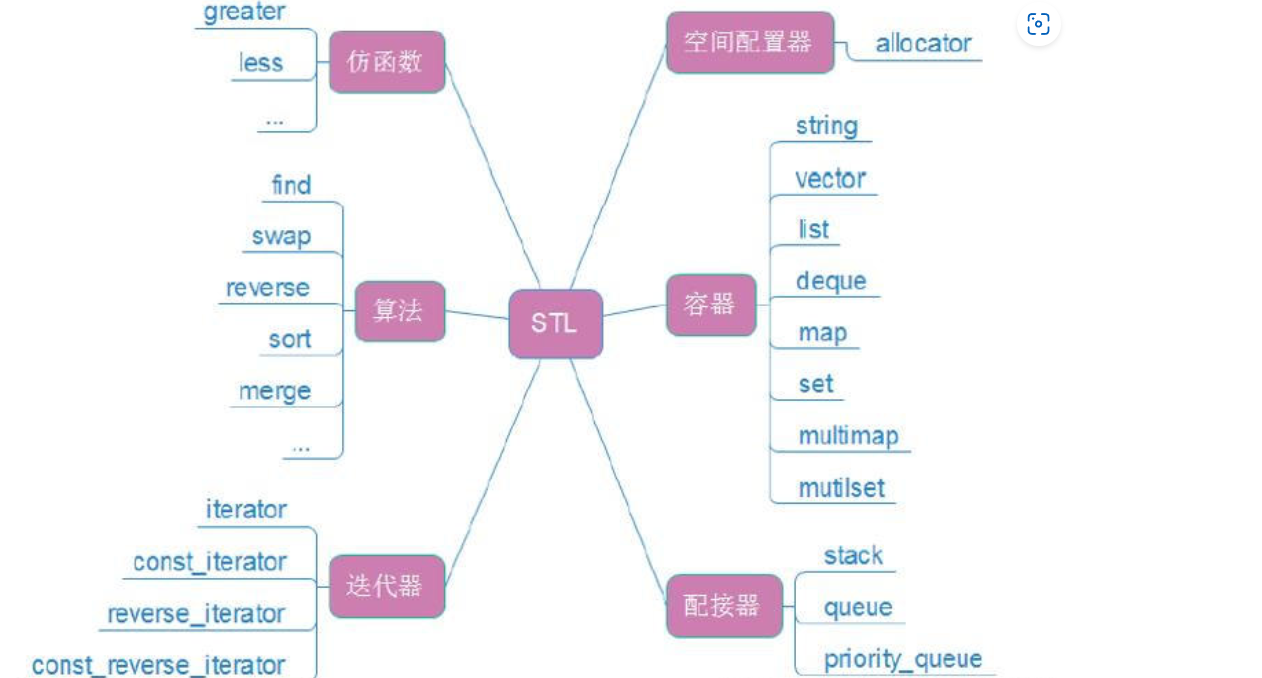 greater
less
...
仿函数
find
swap
reverse
sort
merge
...
算法
iterator
const_iterator
reverse_iterator
const_reverse_iterator
迭代器
STL
空间配置器
allocator
容器
string
vector
list
deque
map
set
multimap
mutilset
配接器
stack
queue
priority_queue